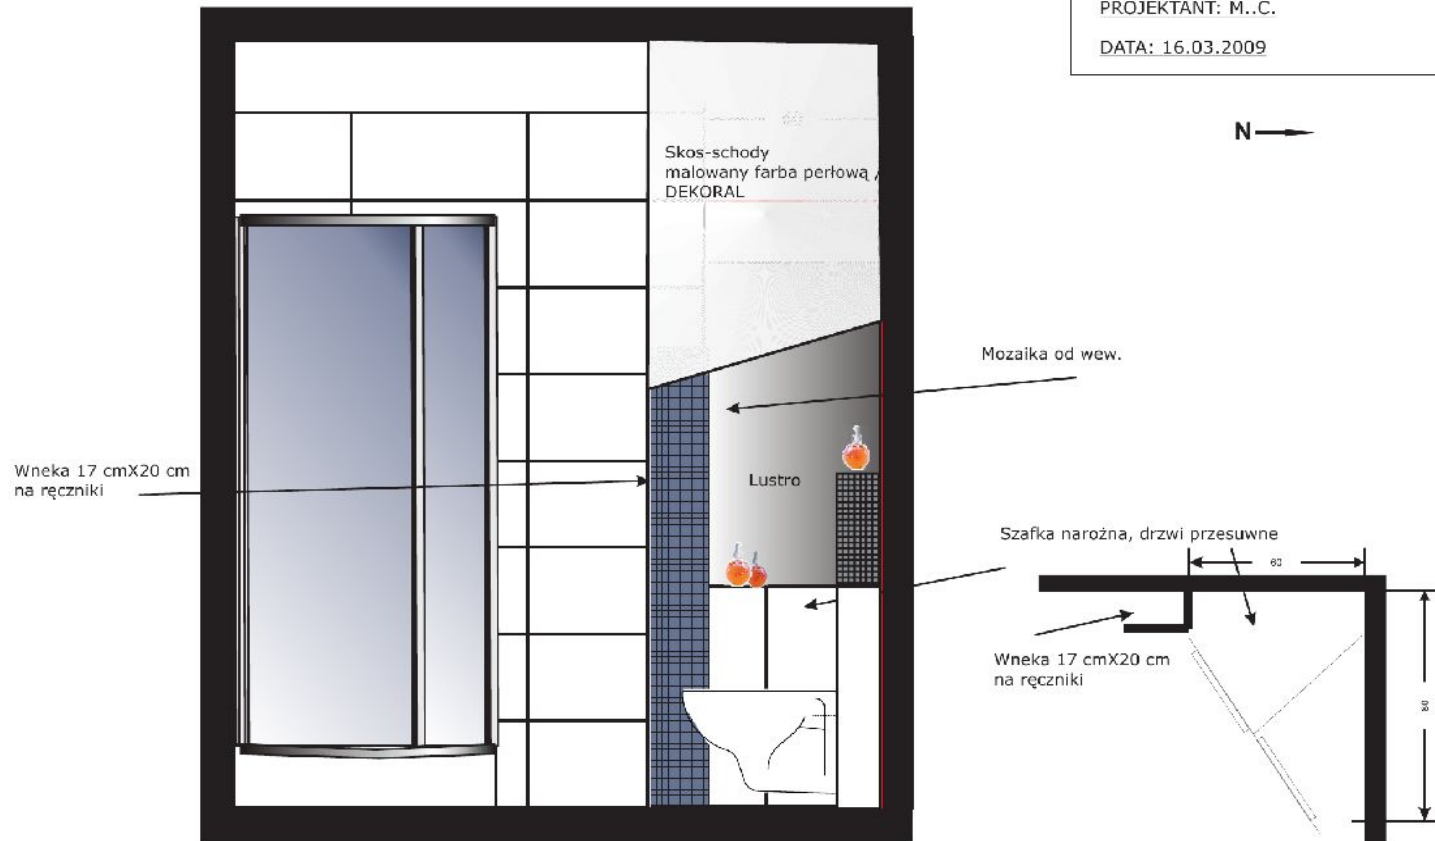 PROJEKTANT: M..C.
DATA: 16.03.2009
N
Skos-schody
malowany farba perłową /
DEKORAL
Mozaika od wew.
Wneka 17 cmX20 cm
na ręczniki
Lustro
Szafka narożna, drzwi przesuwne
60
Wneka 17 cmX20 cm
na ręczniki